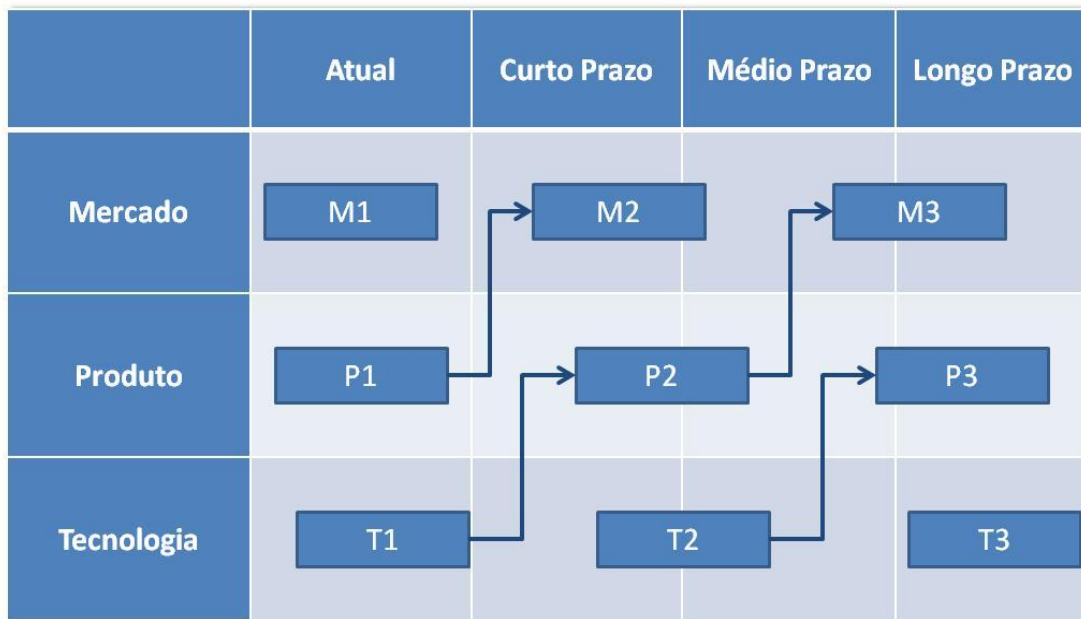 Atual Curto Prazo Médio Prazo Longo Prazo
Mercado M1 M2 M3
Produto P1 P2 P3
Tecnologia T1 T2 T3